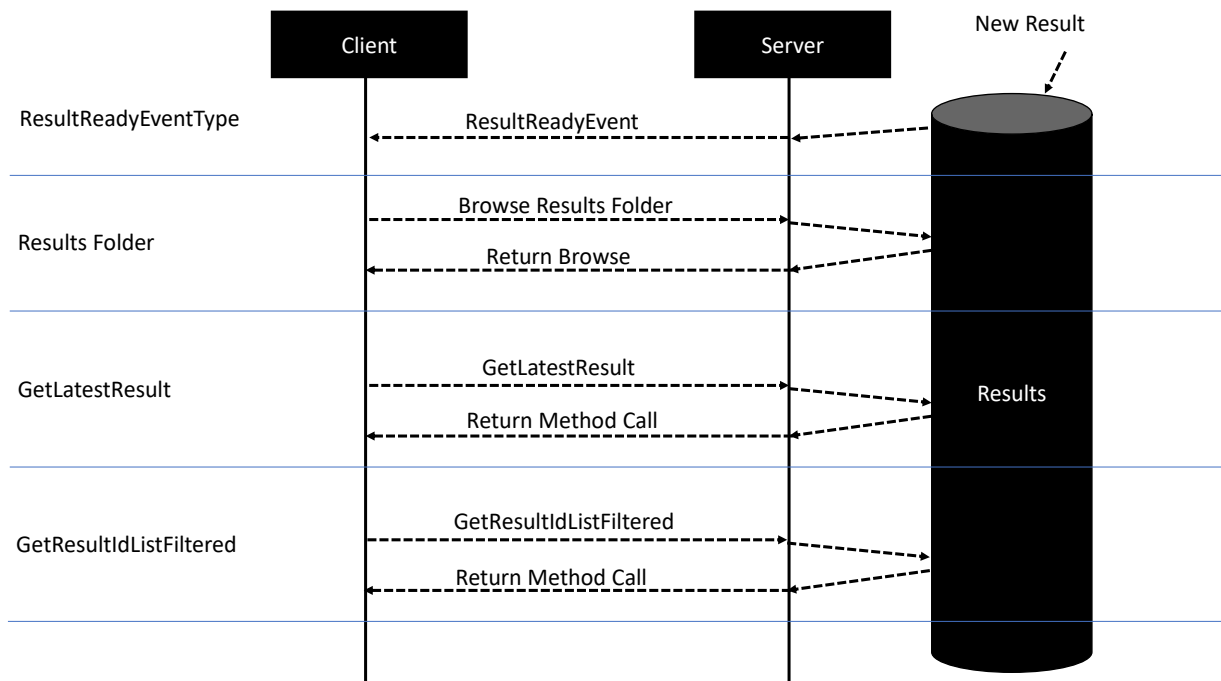 New Result
Client
Server
ResultReadyEventType
ResultReadyEvent
Browse Results Folder
Results Folder
Return Browse
GetLatestResult
GetLatestResult
Results
Return Method Call
GetResultIdListFiltered
GetResultIdListFiltered
Return Method Call